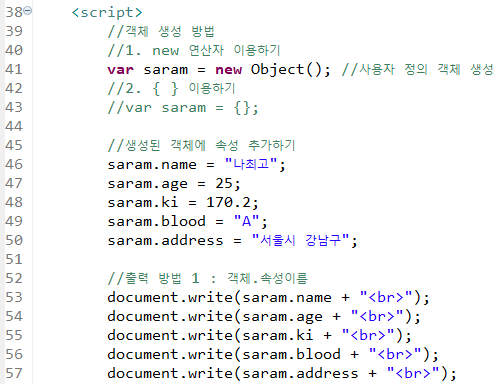 38 <script>
39 //객체 생성 방법
40 //1. new 연산자 이용하기
41 var saram = new Object(); //사용자 정의 객체 생성
42 //2. { } 이용하기
43 //var saram = {};
44
45 //생성된 객체에 속성 추가하기
46 saram.name = "나최고";
47 saram.age = 25;
48 saram.ki = 170.2;
49 saram.blood = "A";
50 saram.address = "서울시 강남구";
51
52 //출력 방법 1 : 객체.속성이름
53 document.write(saram.name + "<br>");
54 document.write(saram.age + "<br>");
55 document.write(saram.ki + "<br>");
56 document.write(saram.blood + "<br>");
57 document.write(saram.address + "<br>");